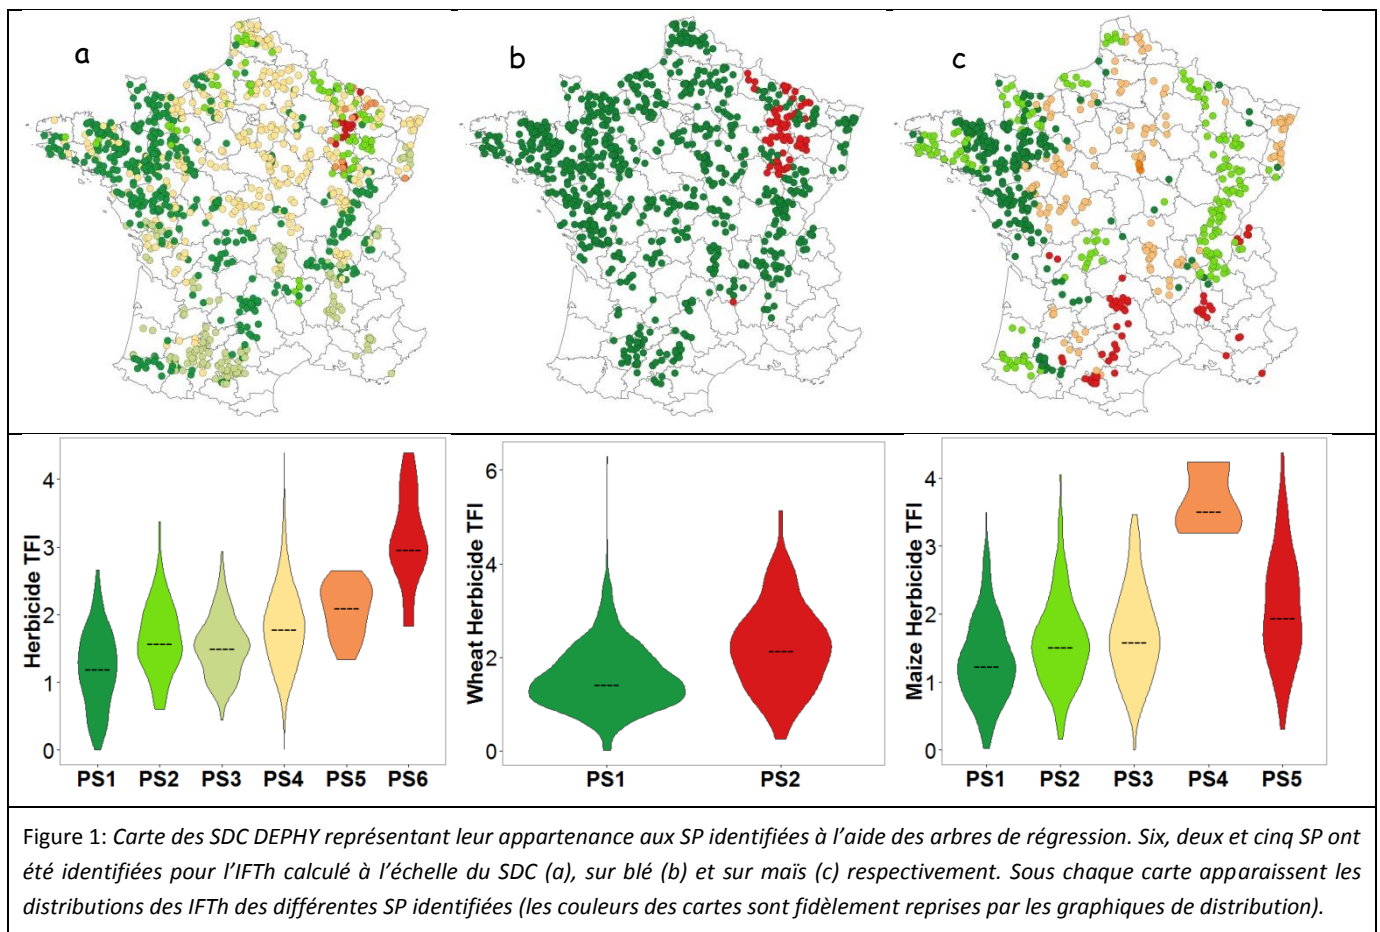 a
b
c
Herbicide TFI
4
3
2
1
0
PS1 PS2 PS3 PS4 PS5 PS6
Wheat Herbicide TFI
6
2
0
PS1 PS2
Maize Herbicide TFI
4
3
2
1
0
PS1 PS2 PS3 PS4 PS5
Figure 1: Carte des SDC DEPHY représentant leur appartenance aux SP identifiées à l'aide des arbres de régression. Six, deux et cinq SP ont
été identifiées pour l'IFTh calculé à l'échelle du SDC (a), sur blé (b) et sur maïs (c) respectivement. Sous chaque carte apparaissent les
distributions des IFTh des différentes SP identifiées (les couleurs des cartes sont fidèlement reprises par les graphiques de distribution).